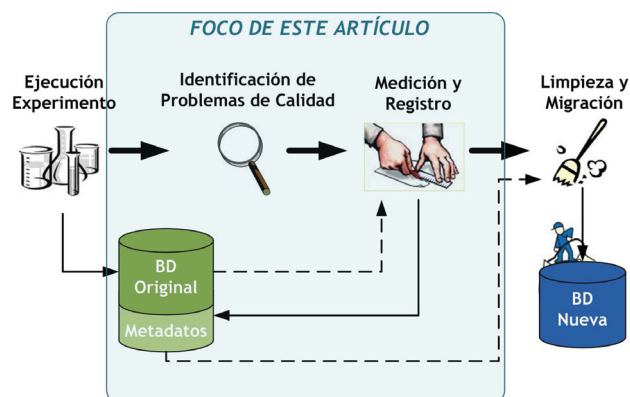 FOCO DE ESTE ARTÍCULO
Ejecución
Experimento
Identificación de
Problemas de Calidad
Medición y
Registro
Limpieza y
Migración
BD
Original
Metadatos
BD
Nueva